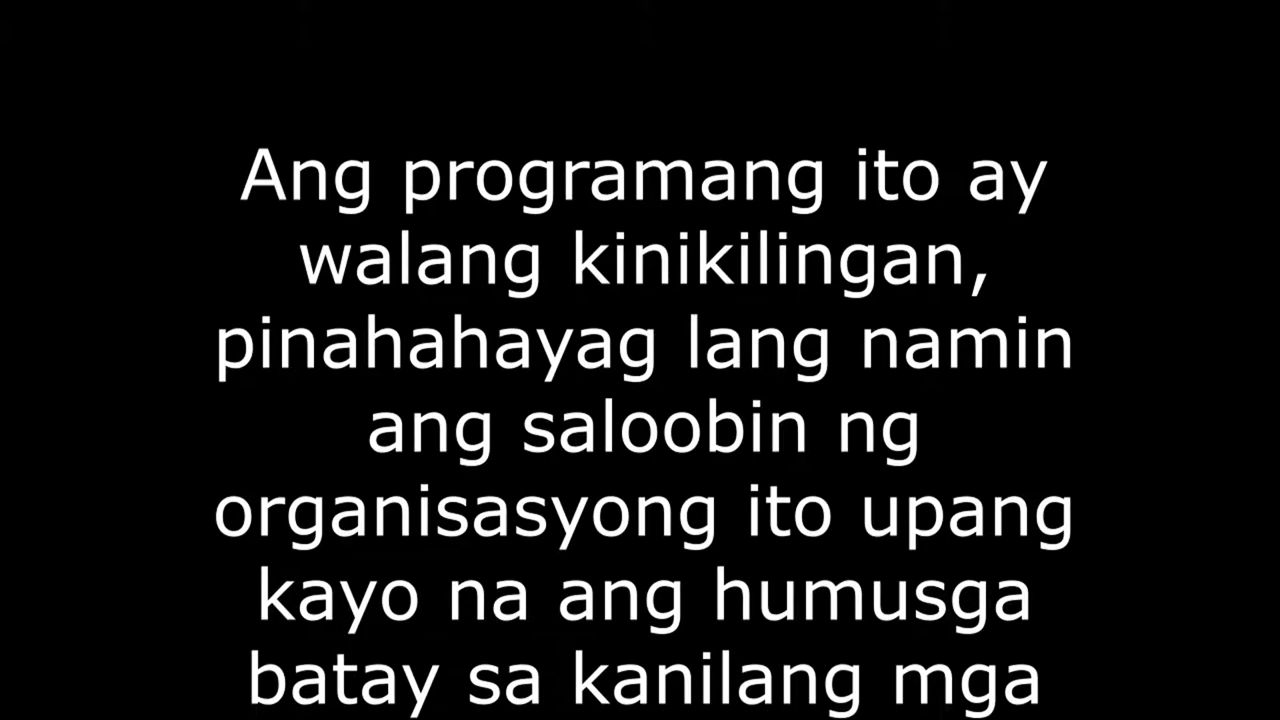 Ang programang ito ay
walang kinikilingan,
pinahahayag lang namin
ang saloobin ng
organisasyong ito upang
kayo na ang humusga
batay sa kanilang mga